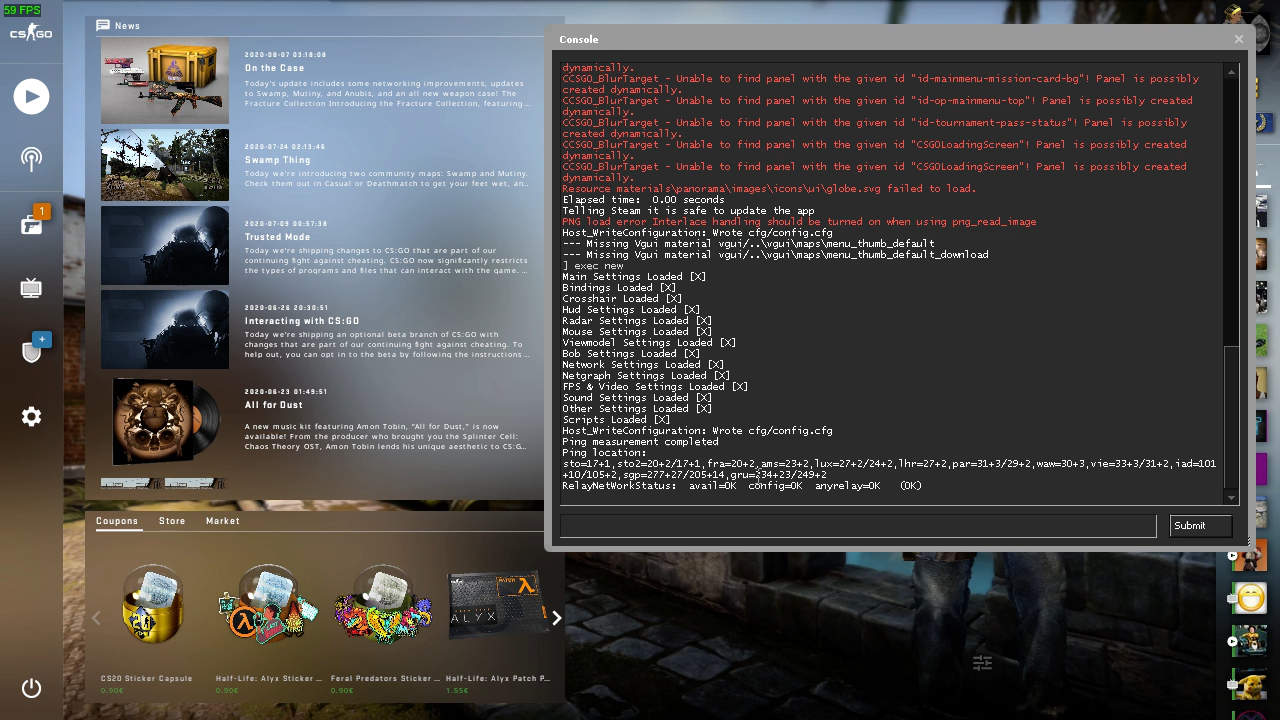 59 FPS
CS:GO
1
+
News
2020-08-07 03:18:08
On the Case
Today's update includes some networking improvements, updates
to Swamp, Mutiny, and Anubis, and an all new weapon case! The
Fracture Collection Introducing the Fracture Collection, featuring...
2020-07-24 02:13:46
Swamp Thing
Today we're introducing two community maps: Swamp and Mutiny.
Check them out in Casual or Deathmatch to get your feet wet, an...
2020-07-09 00:57:38
Trusted Mode
Today we're shipping changes to CS:GO that are part of our
continuing fight against cheating. CS:GO now significantly restricts
the types of programs and files that can interact with the game. ...
2020-06-26 20:30:51
Interacting with CS:GO
Today we're shipping an optional beta branch of CS:GO with
changes that are part of our continuing fight against cheating. To
help out, you can opt in to the beta by following the instructions ...
2020-06-23 01:49:51
All for Dust
A new music kit featuring Amon Tobin, "All for Dust," is now
available! From the producer who brought you the Splinter Cell:
Chaos Theory OST, Amon Tobin lends his unique aesthetic to CS:G...
Coupons Store Market
ALYX
CS20 Sticker Capsule
0.90€
Half-Life: Alyx Sticker ...
0.90€
Feral Predators Sticker ...
0.90€
Half-Life: Alyx Patch P...
1.55€
Console
dynamically.
CCSGO_BlurTarget - Unable to find panel with the given id "id-mainmenu-mission-card-bg"! Panel is possibly
created dynamically.
CCSGO_BlurTarget - Unable to find panel with the given id "id-op-mainmenu-top"! Panel is possibly created
dynamically.
CCSGO_BlurTarget - Unable to find panel with the given id "id-tournament-pass-status"! Panel is possibly
created dynamically.
CCSGO_BlurTarget - Unable to find panel with the given id "CSGOLoadingScreen"! Panel is possibly created
dynamically.
CCSGO_BlurTarget - Unable to find panel with the given id "CSGOLoadingScreen"! Panel is possibly created
dynamically.
Resource materials\panorama\images\icons\ui\globe.svg failed to load.
Elapsed time:  0.00 seconds
Telling Steam it is safe to update the app
PNG load error Interlace handling should be turned on when using png_read_image
Host_WriteConfiguration: Wrote cfg/config.cfg
--- Missing Vgui material vgui/..\vgui\maps\menu_thumb_default
--- Missing Vgui material vgui/..\vgui\maps\menu_thumb_default_download
] exec new
Main Settings Loaded [X]
Bindings Loaded [X]
Crosshair Loaded [X]
Hud Settings Loaded [X]
Radar Settings Loaded [X]
Mouse Settings Loaded [X]
Viewmodel Settings Loaded [X]
Bob Settings Loaded [X]
Network Settings Loaded [X]
Netgraph Settings Loaded [X]
FPS & Video Settings Loaded [X]
Sound Settings Loaded [X]
Other Settings Loaded [X]
Scripts Loaded [X]
Host_WriteConfiguration: Wrote cfg/config.cfg
Ping measurement completed
Ping location:
sto=17+1,sto2=20+2/17+1,fra=20+2,ams=23+2,lux=27+2/24+2,lhr=27+2,par=31+3/29+2,waw=30+3,vie=33+3/31+2,iad=101
+10/105+2,sgp=277+27/205+14,gru=234+23/249+2
RelayNetWorkStatus:  avail=OK  config=OK  anyrelay=OK   (OK)
Submit